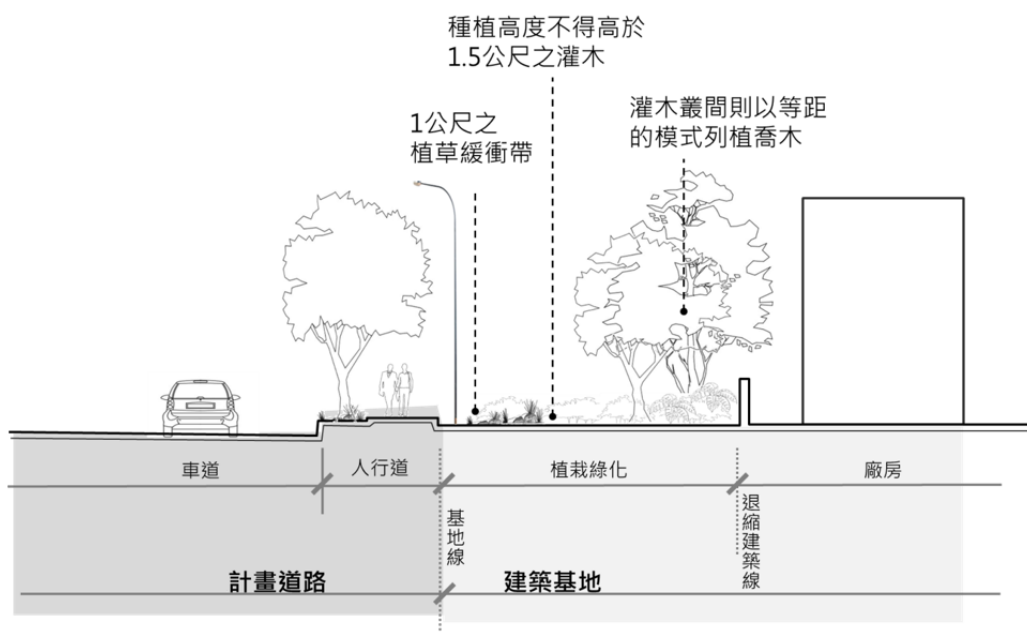 種植高度不得高於
1.5公尺之灌木
1公尺之
植草緩衝帶
灌木叢間則以等距
的模式列植喬木
車道
人行道
植栽綠化
廠房
基地線
退縮建築線
計畫道路
建築基地